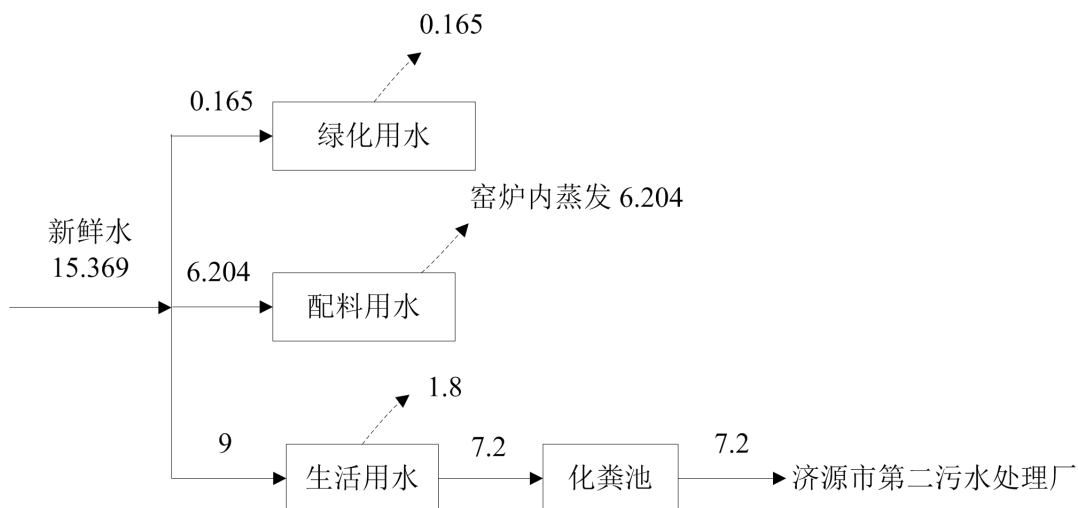 0.165
0.165
绿化用水
窑炉内蒸发 6.204
新鲜水
15.369
6.204
配料用水
1.8
9
7.2
7.2
生活用水
化粪池
济源市第二污水处理厂